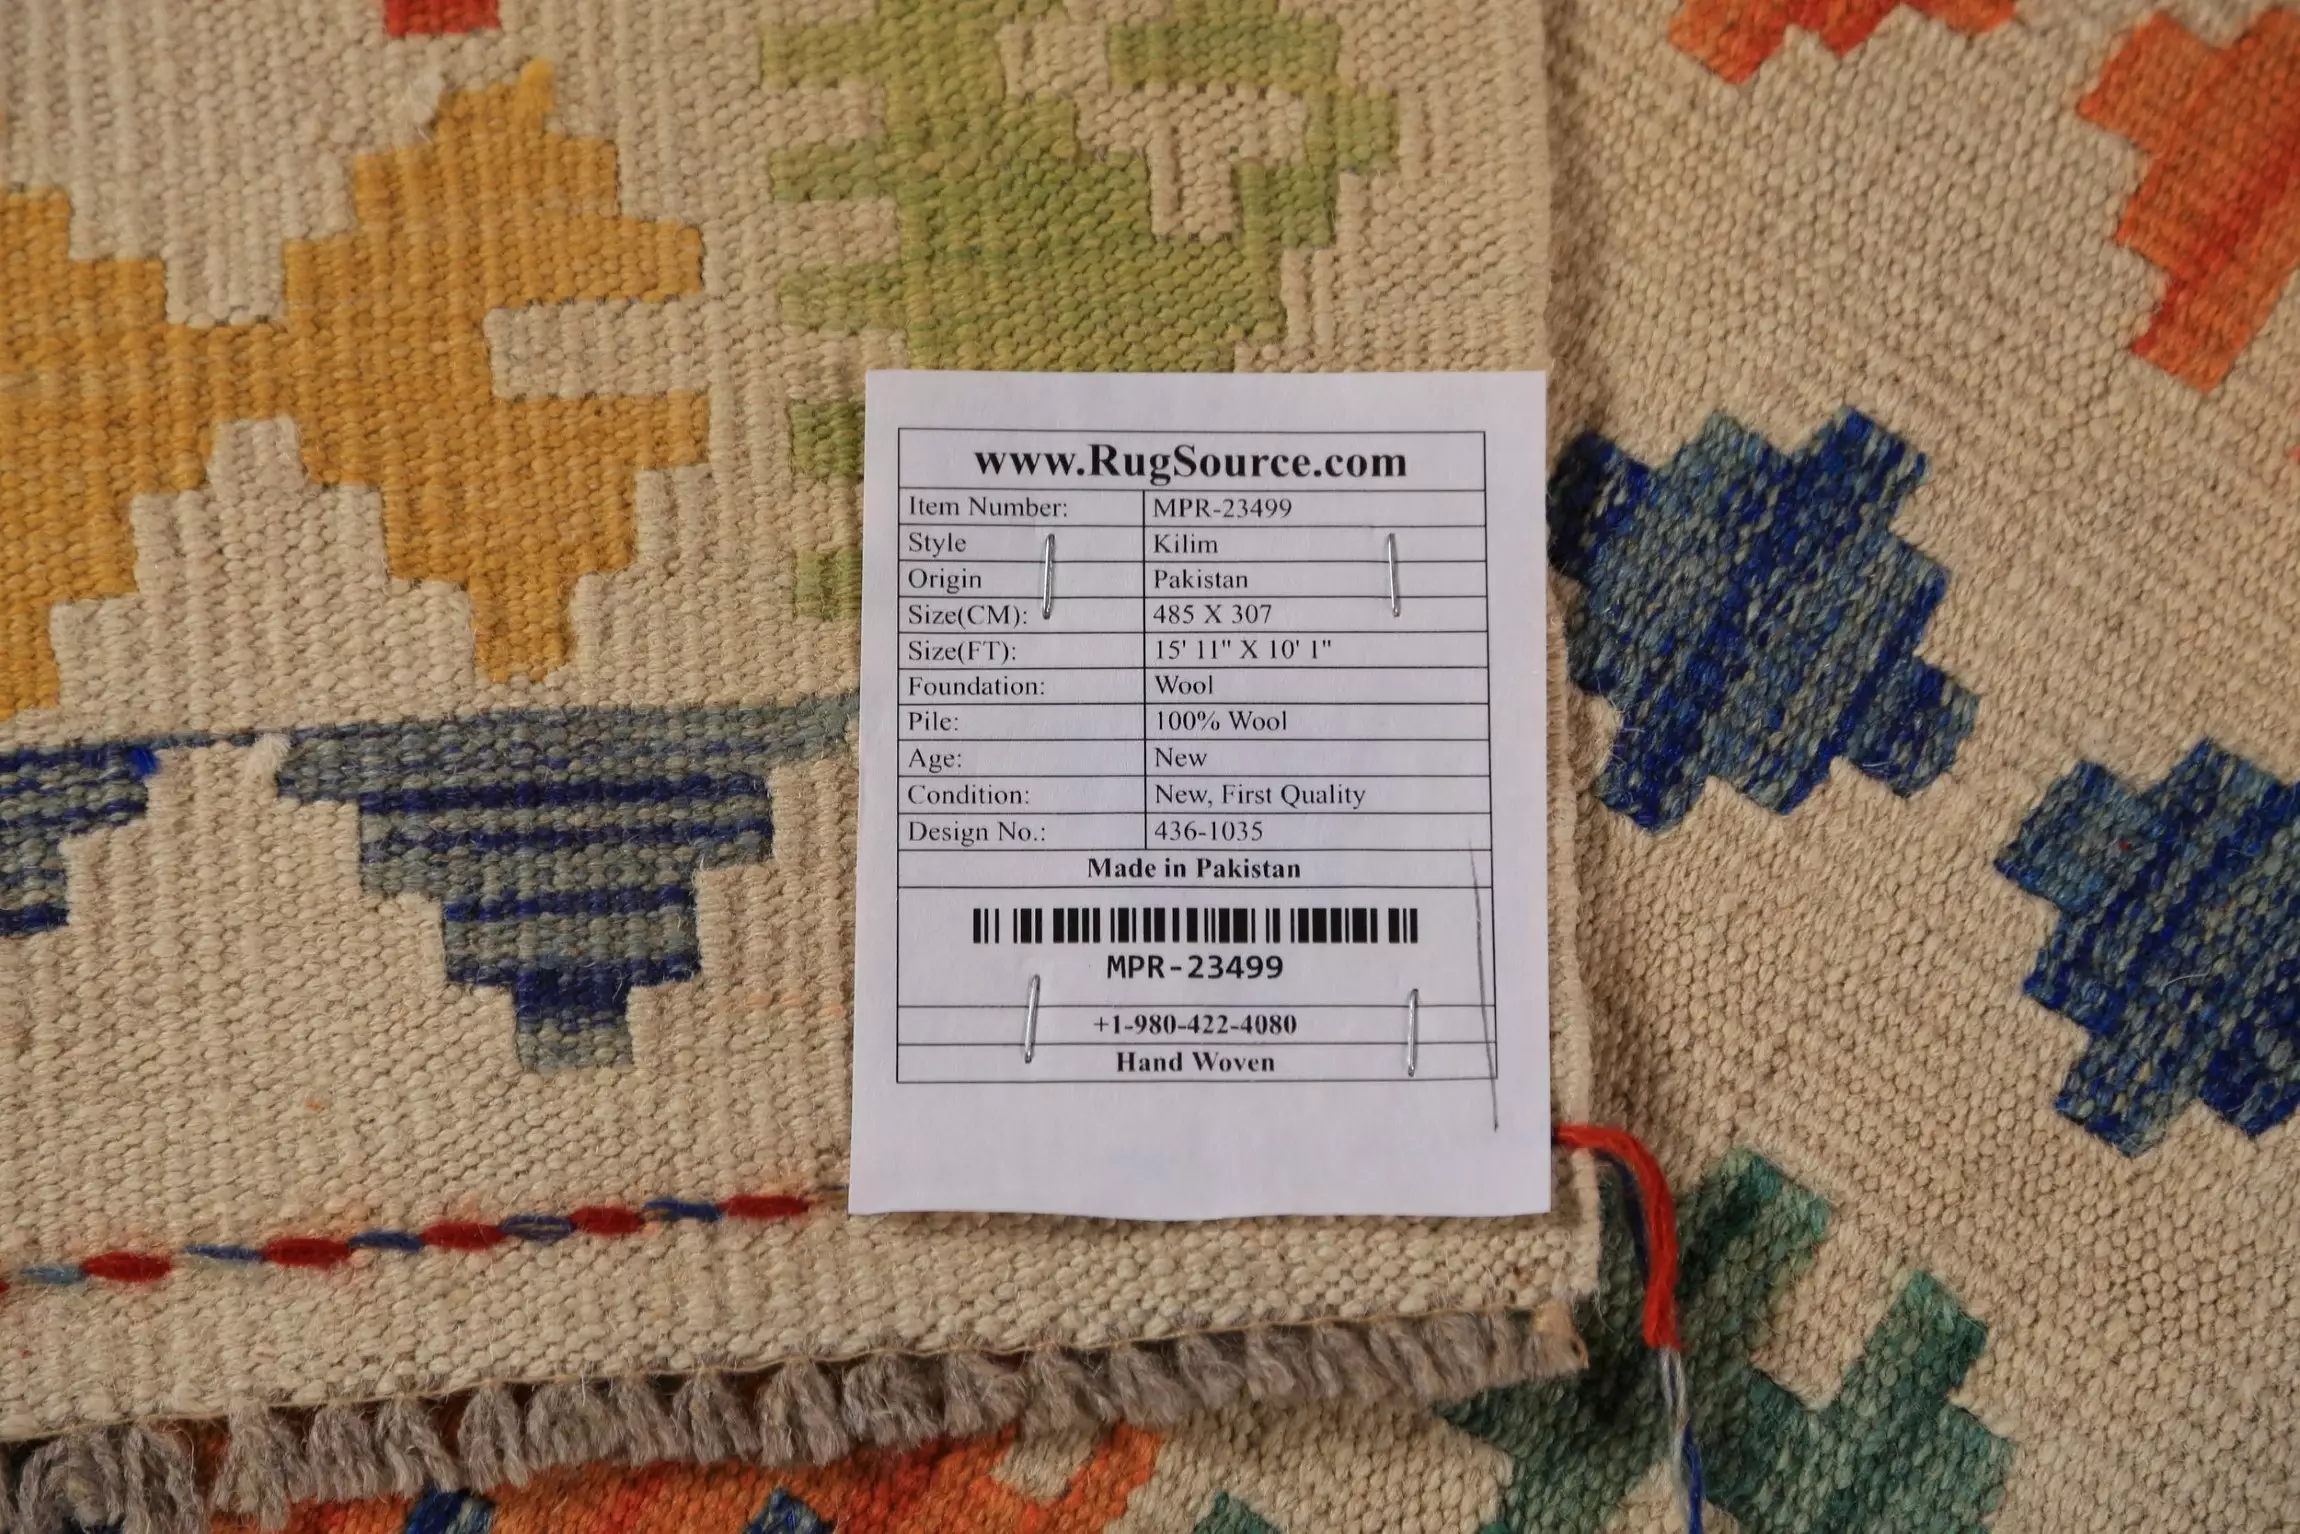 www.RugSource.com
Item Number: MPR-23499
Style Kilim
Origin Pakistan
Size(CM): 485 X 307
Size(FT): 15' 11" X 10' 1"
Foundation: Wool
Pile: 100% Wool
Age: New
Condition: New, First Quality
Design No.: 436-1035
Made in Pakistan
MPR-23499
+1-980-422-4080
Hand Woven